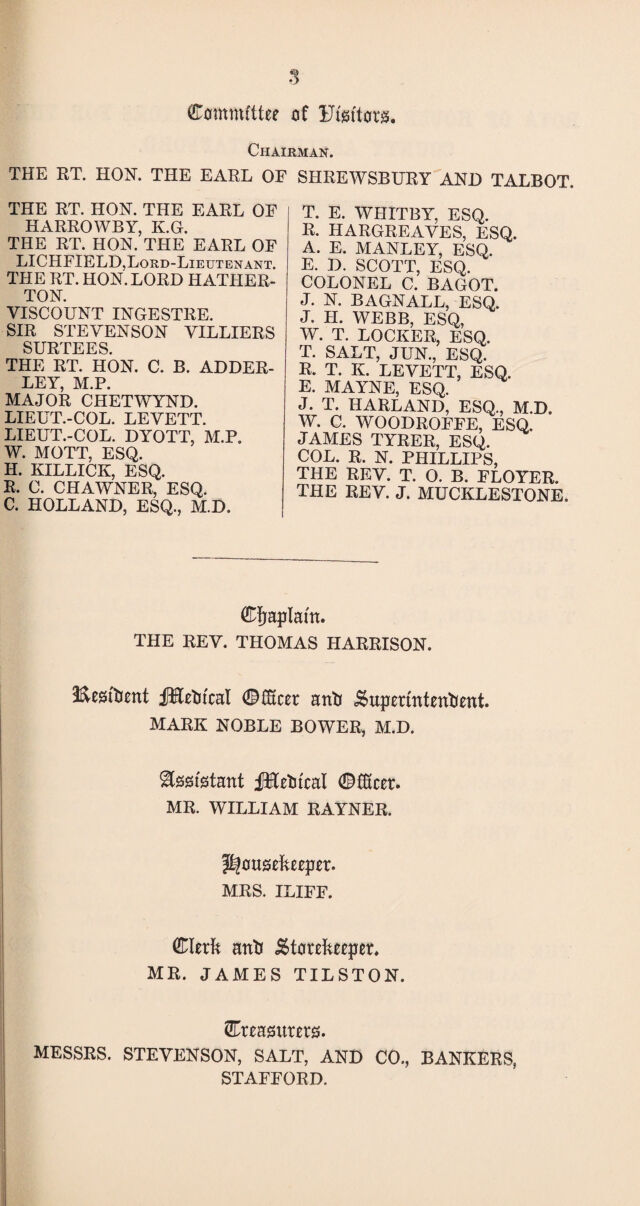 3
Committee of Visitors.
CHAIRMAN.
THE RT. HON. THE EARL OF SHREWSBURY AND TALBOT.
THE RT. HON. THE EARL OF
HARROWBY, K.G.
THE RT. HON. THE EARL OF
LICHFIELD, LORD-LIEUTENANT.
THE RT. HON. LORD HATHER-
TON.
VISCOUNT INGESTRE.
SIR STEVENSON VILLIERS
SURTEES.
THE RT. HON. C. B. ADDER-
LEY, M.P.
MAJOR CHETWYND.
LIEUT.-COL. LEVETT.
LIEUT.-COL. DYOTT, M.P.
W. MOTT, ESQ.
H. KILLICK, ESQ.
R. C. CHAWNER, ESQ.
C. HOLLAND, ESQ., M.D.
T. E. WHITBY, ESQ.
R. HARGREAVES, ESQ.
A. E. MANLEY, ESQ.
E. D. SCOTT, ESQ.
COLONEL C. BAGOT.
J. N. BAGNALL, ESQ.
J. H. WEBB, ESQ,
W. T. LOCKER, ESQ.
T. SALT, JUN., ESQ.
R. T. K. LEVETT, ESQ.
E. MAYNE, ESQ.
J. T. HARLAND, ESQ., M.D.
W. C. WOODROFFE, ESQ.
JAMES TYRER, ESQ.
COL. R. N. PHILLIPS,
THE REV. T. O. B. FLOYER.
THE REV. J. MUCKLESTONE.
Chaplain.
THE REV. THOMAS HARRISON.
Resident Medical Officer and Superintendent.
MARK NOBLE BOWER, M.D.
Assistant Medical Officer.
MR. WILLIAM RAYNER.
Housekeeper.
MRS. ILIFF.
Clerk and Storekeeper.
MR. JAMES TILSTON.
Treasurers.
MESSRS. STEVENSON, SALT, AND CO., BANKERS,
STAFFORD.